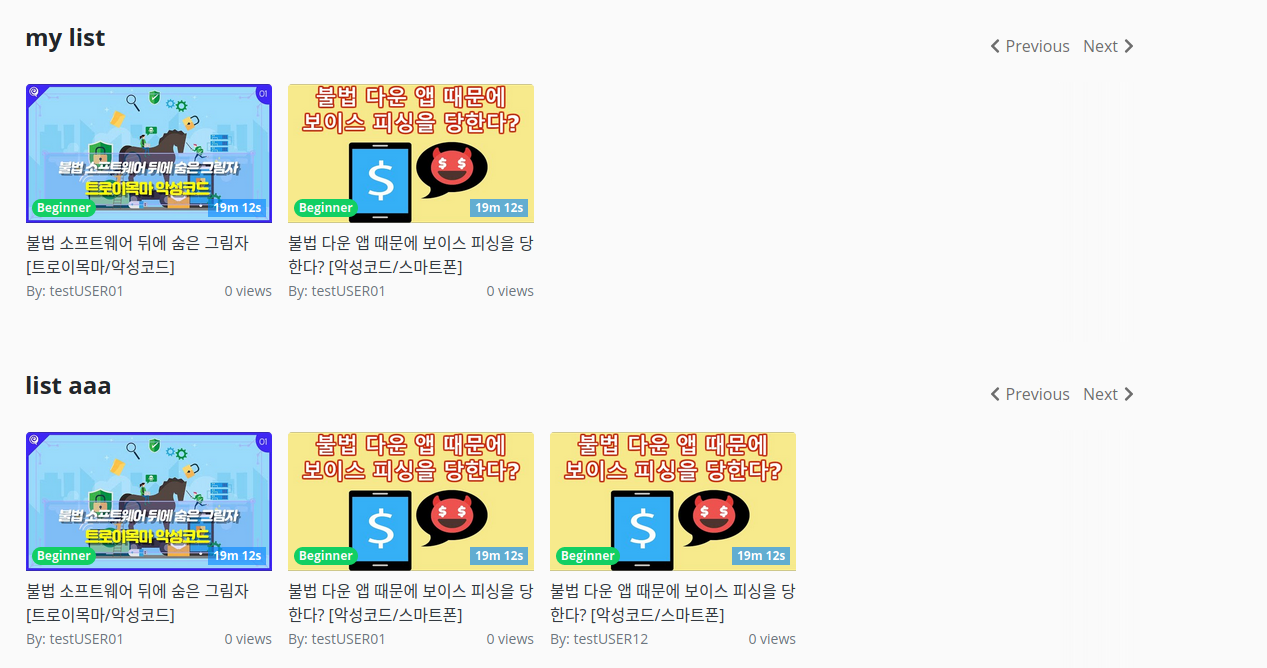 my list
Previous Next
01
불법 소프트웨어 뒤에 숨은 그림자
트로이목마 악성코드
Beginner 19m 12s
불법 소프트웨어 뒤에 숨은 그림자
[트로이목마/악성코드]
By: testUSER01 0 views
불법 다운 앱 때문에
보이스 피싱을 당한다?
$
$ $
Beginner 19m 12s
불법 다운 앱 때문에 보이스 피싱을 당
한다? [악성코드/스마트폰]
By: testUSER01 0 views
list aaa
Previous Next
01
불법 소프트웨어 뒤에 숨은 그림자
트로이목마 악성코드
Beginner 19m 12s
불법 소프트웨어 뒤에 숨은 그림자
[트로이목마/악성코드]
By: testUSER01 0 views
불법 다운 앱 때문에
보이스 피싱을 당한다?
$
$ $
Beginner 19m 12s
불법 다운 앱 때문에 보이스 피싱을 당
한다? [악성코드/스마트폰]
By: testUSER01 0 views
불법 다운 앱 때문에
보이스 피싱을 당한다?
$
$ $
Beginner 19m 12s
불법 다운 앱 때문에 보이스 피싱을 당
한다? [악성코드/스마트폰]
By: testUSER12 0 views